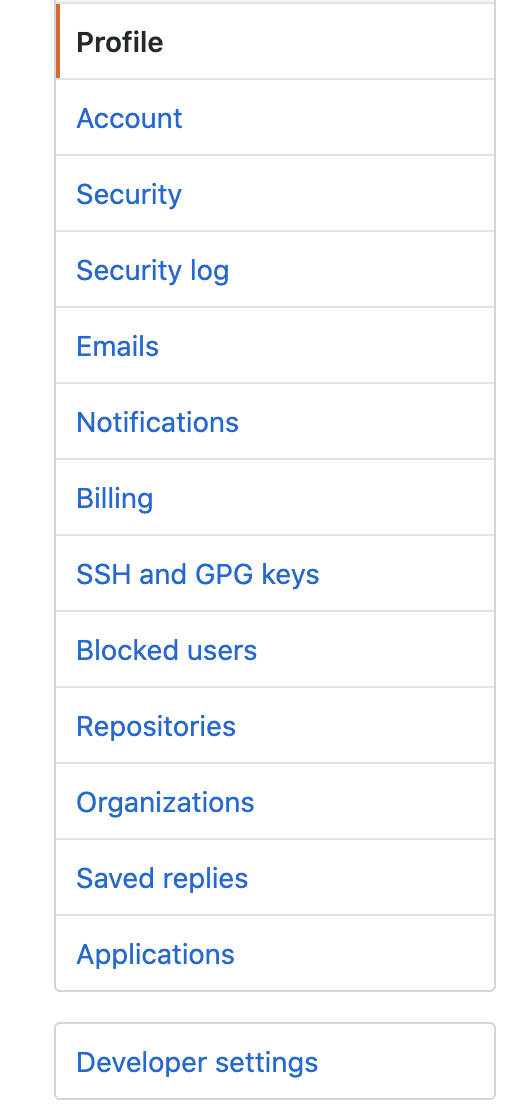 Profile
Account
Security
Security log
Emails
Notifications
Billing
SSH and GPG keys
Blocked users
Repositories
Organizations
Saved replies
Applications
Developer settings